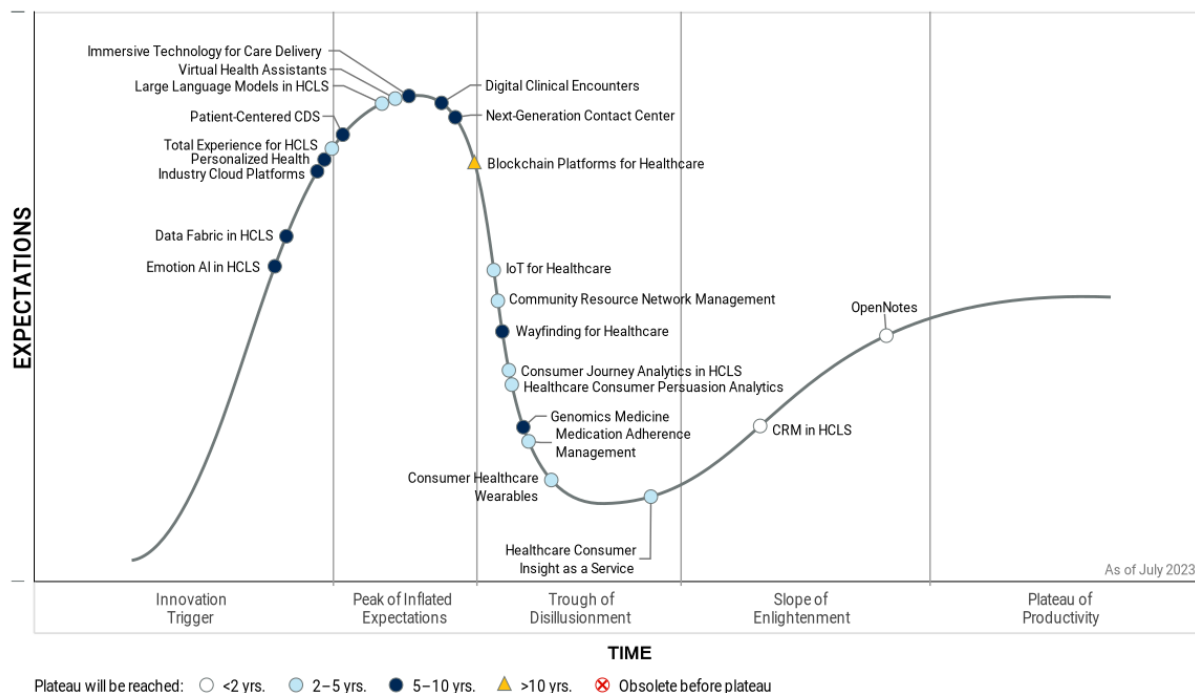 Immersive Technology for Care Delivery
Virtual Health Assistants
Large Language Models in HCLS
Patient-Centered CDS
Total Experience for HCLS
Personalized Health
Industry Cloud Platforms
Data Fabric in HCLS
Emotion AI in HCLS
Digital Clinical Encounters
Next-Generation Contact Center
Blockchain Platforms for Healthcare
IoT for Healthcare
Community Resource Network Management
Wayfinding for Healthcare
Consumer Journey Analytics in HCLS
Healthcare Consumer Persuasion Analytics
Genomics Medicine
Medication Adherence
Management
Consumer Healthcare
Wearables
Healthcare Consumer
Insight as a Service
OpenNotes
CRM in HCLS
EXPECTATIONS
As of July 2023
Innovation
Trigger
Peak of Inflated
Expectations
Trough of
Disillusionment
Slope of
Enlightenment
Plateau of
Productivity
TIME
Plateau will be reached: <2 yrs. 2–5 yrs. 5–10 yrs. >10 yrs. Obsolete before plateau